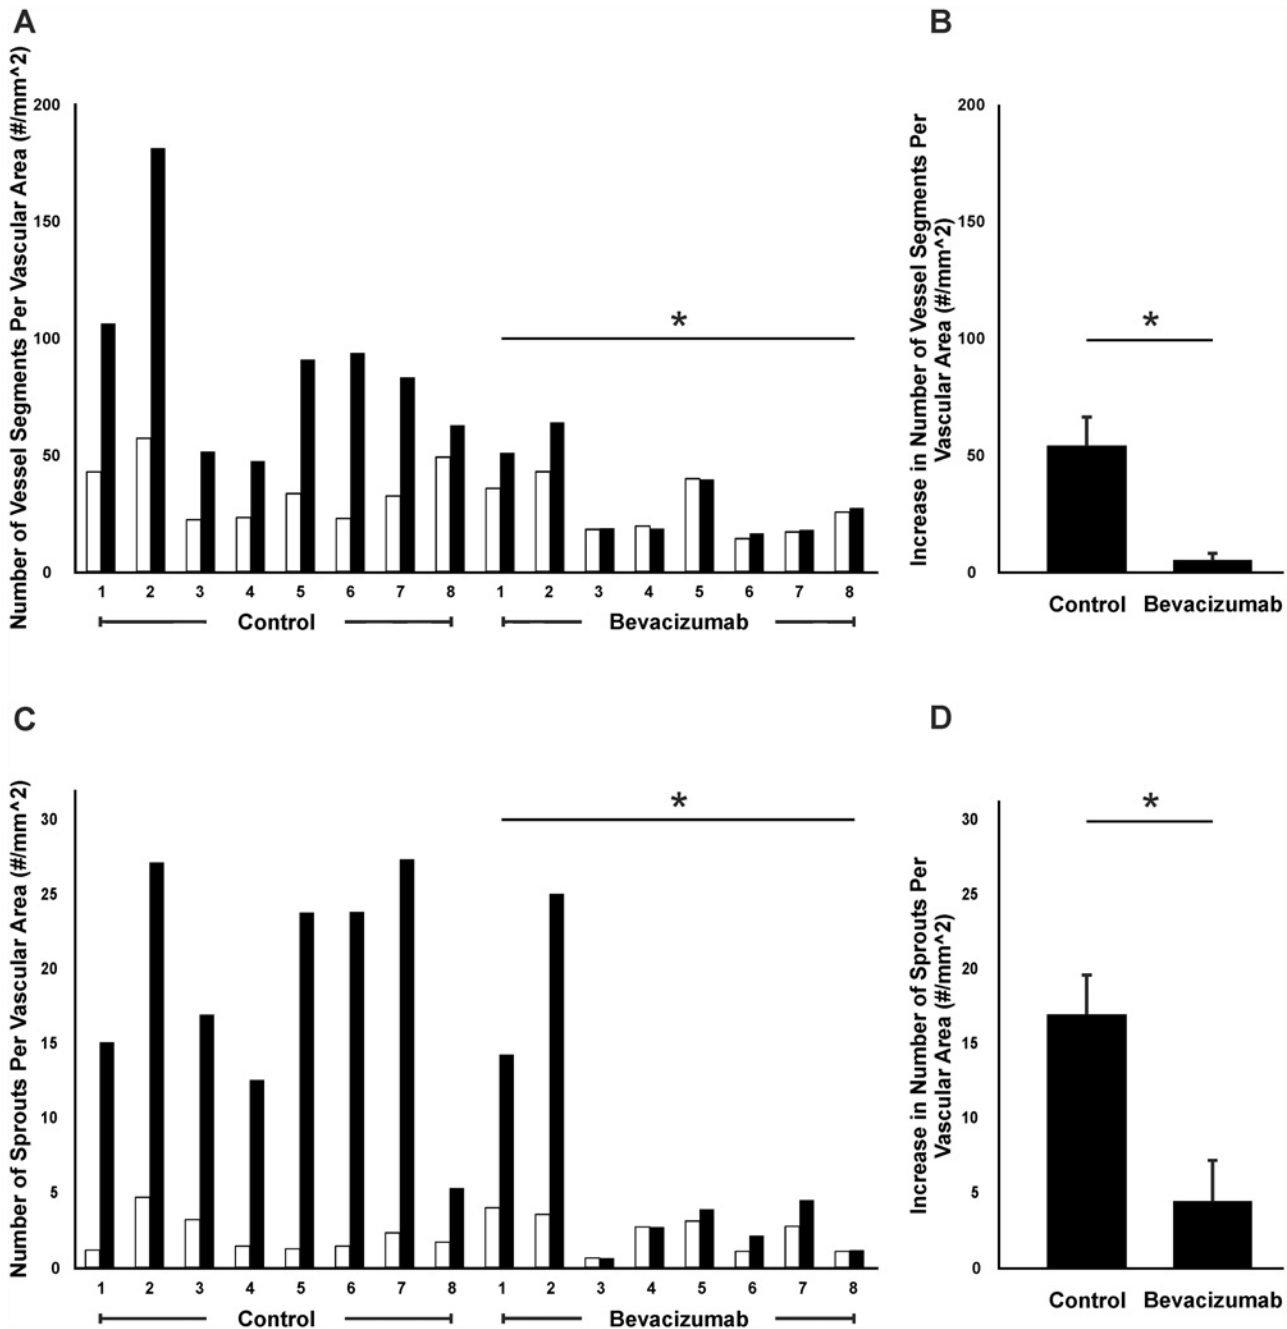 A
Number of Vessel Segments Per Vascular Area (#/mm^2)
200
150
100
50
0
*
1 2 3 4 5 6 7 8 1 2 3 4 5 6 7 8
Control Bevacizumab
B
Increase in Number of Vessel Segments Per
Vascular Area (#/mm^2)
200
150
100
50
0
*
Control Bevacizumab
C
Number of Sprouts Per Vascular Area (#/mm^2)
30
25
20
15
10
5
0
*
1 2 3 4 5 6 7 8 1 2 3 4 5 6 7 8
Control Bevacizumab
D
Increase in Number of Sprouts Per
Vascular Area (#/mm^2)
30
25
20
15
10
5
0
*
Control Bevacizumab